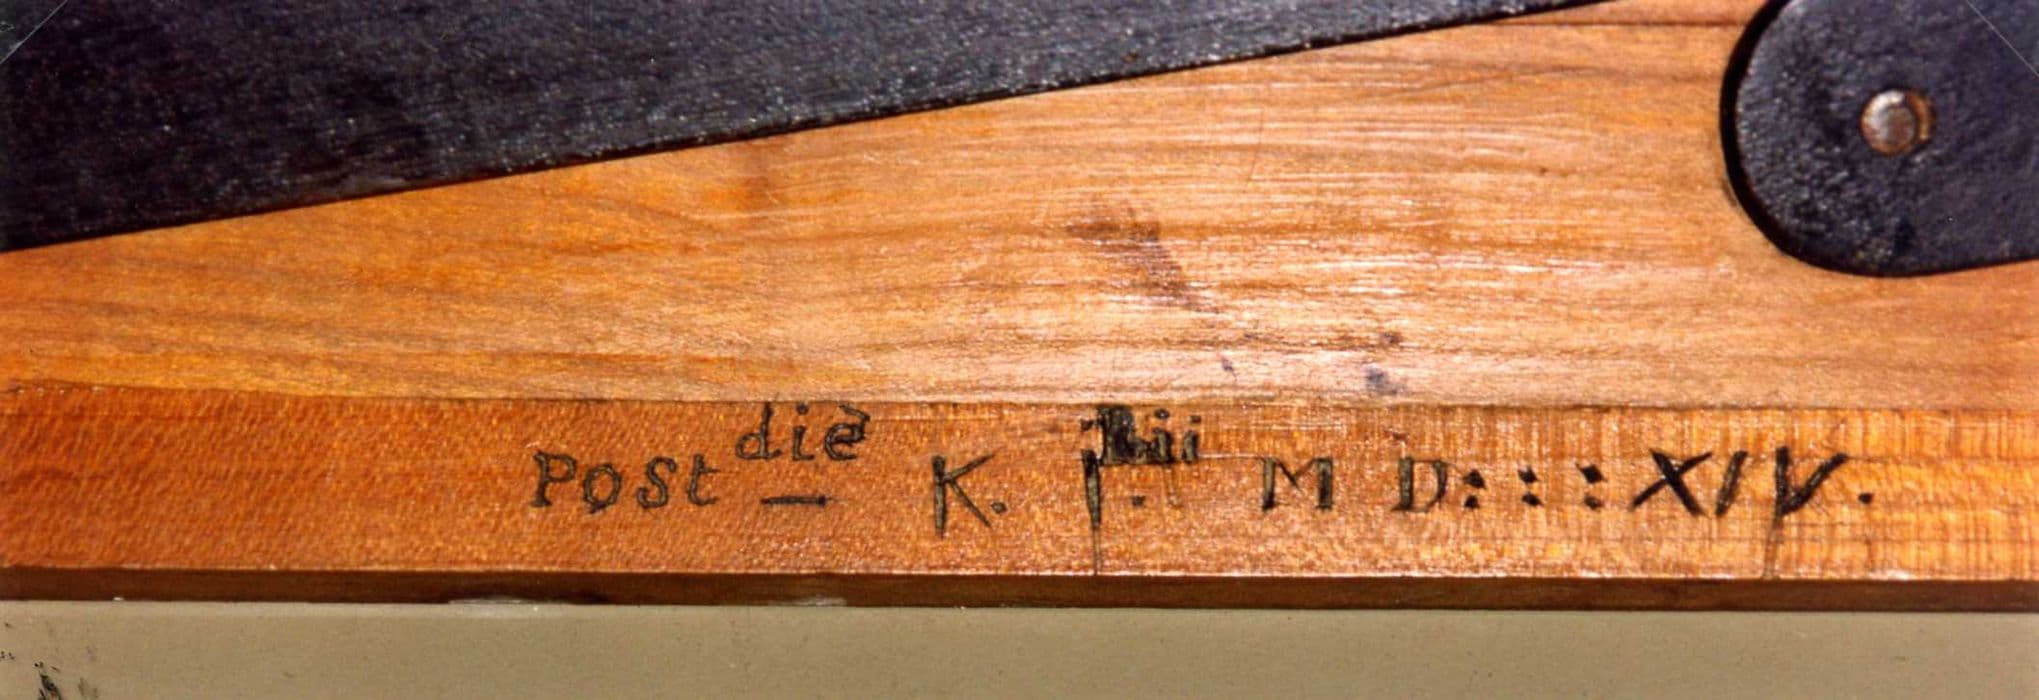 Post die K. M D:::XIV.